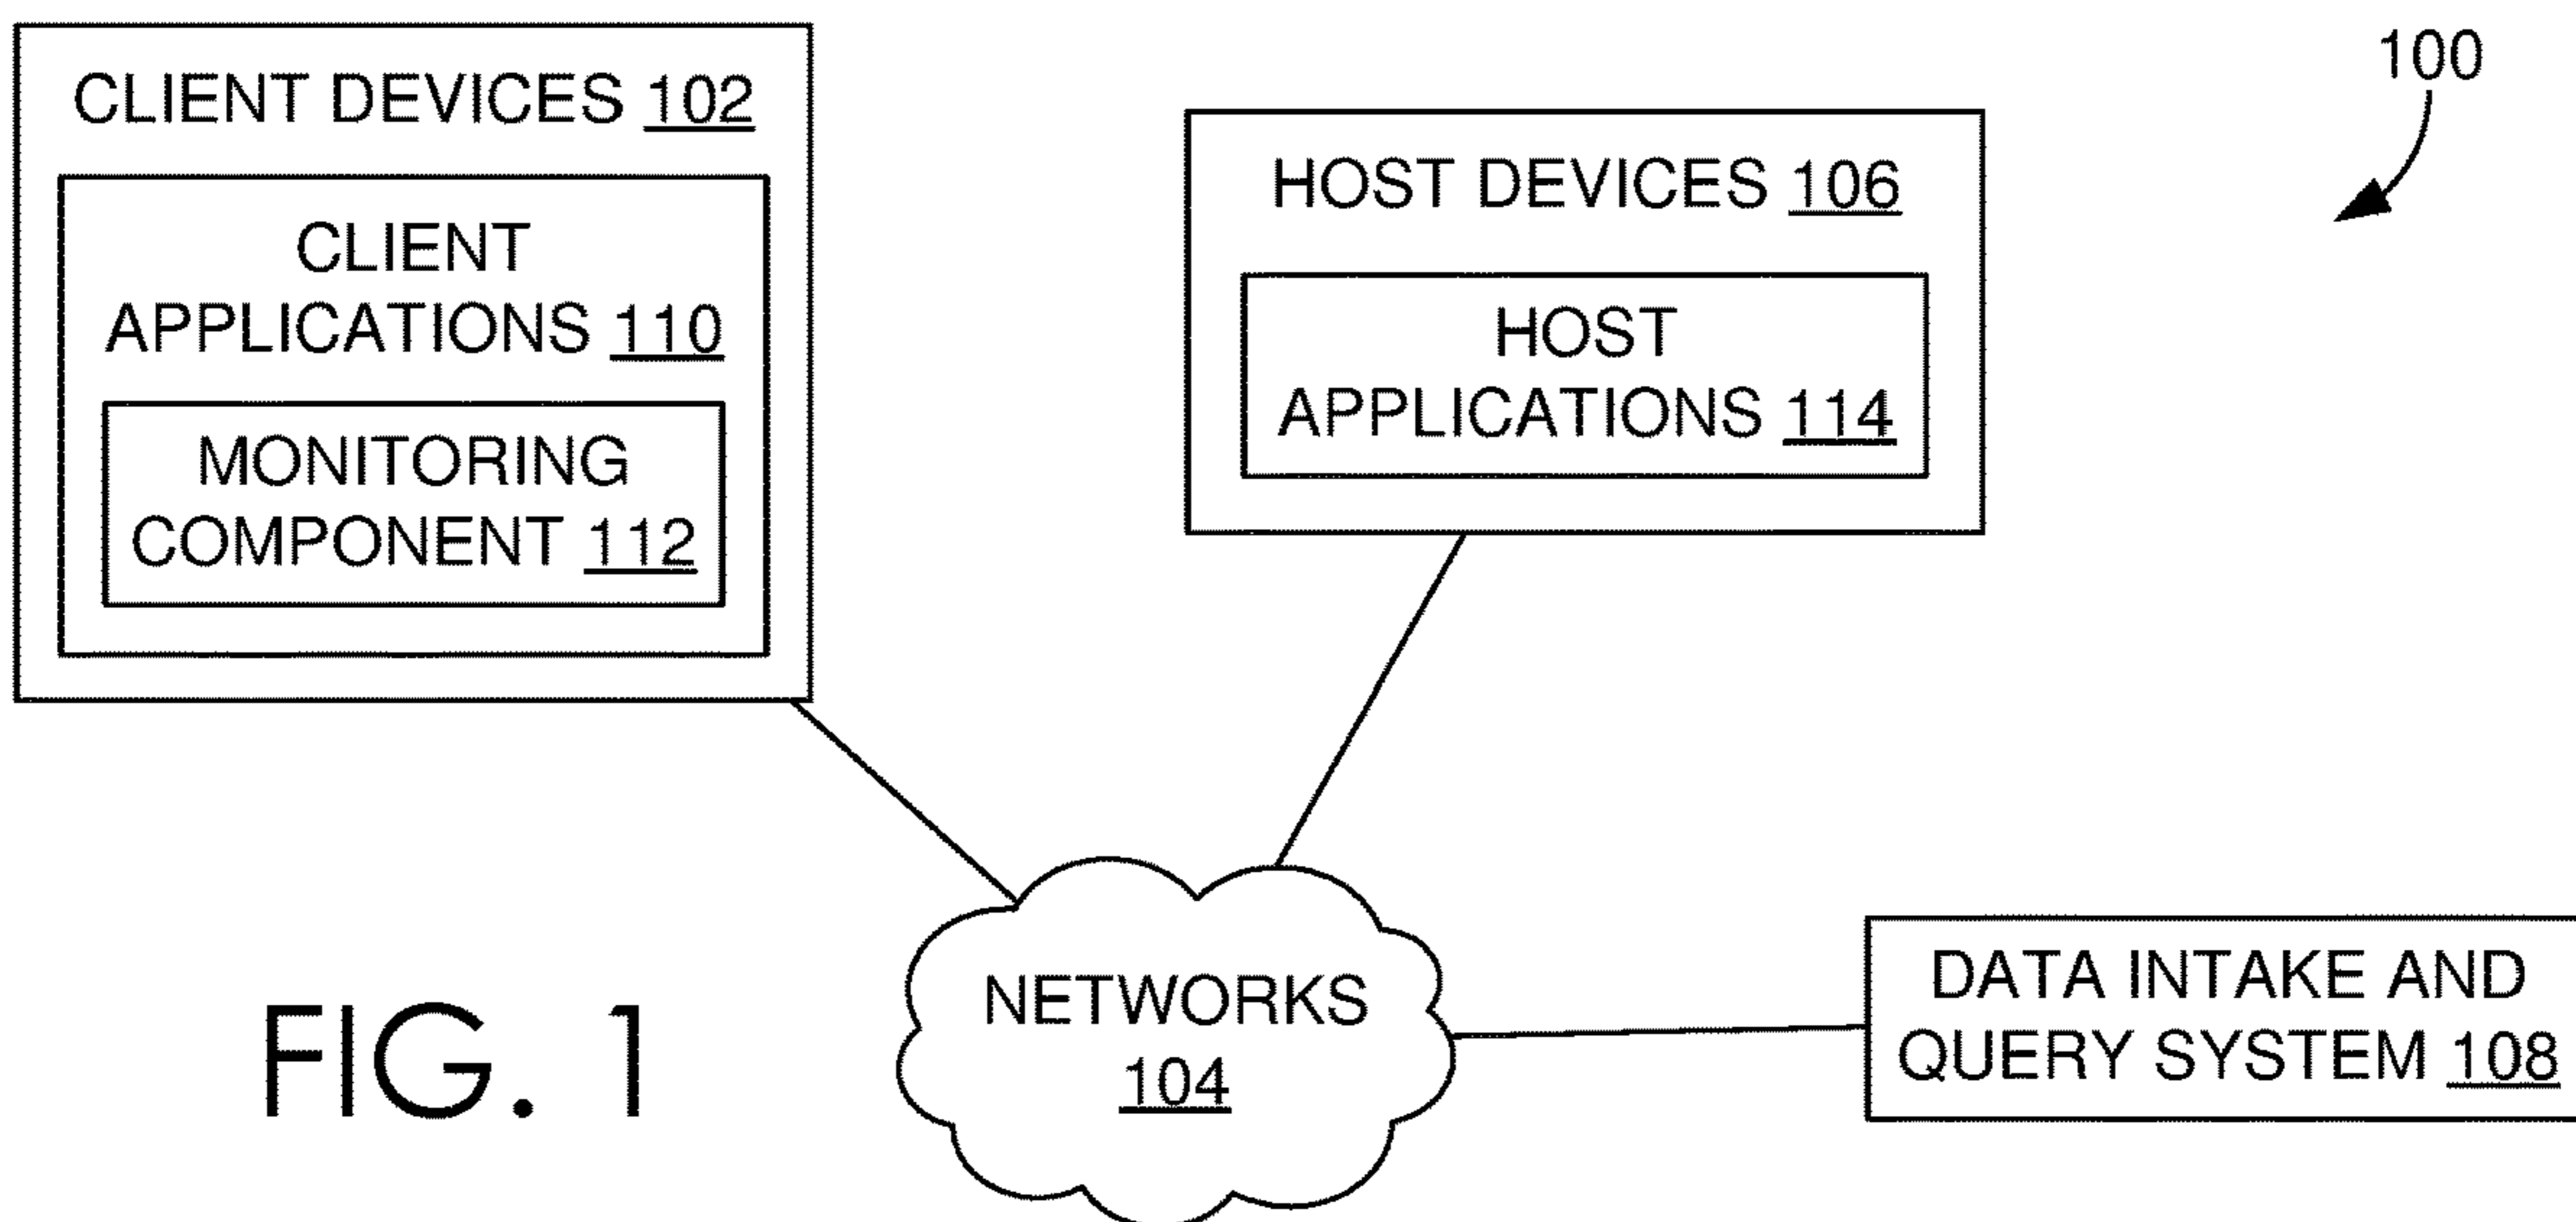 CLIENT DEVICES 102
CLIENT
APPLICATIONS 110
MONITORING
COMPONENT 112
HOST DEVICES 106
HOST
APPLICATIONS 114
100
NETWORKS
104
DATA INTAKE AND
QUERY SYSTEM 108
FIG. 1